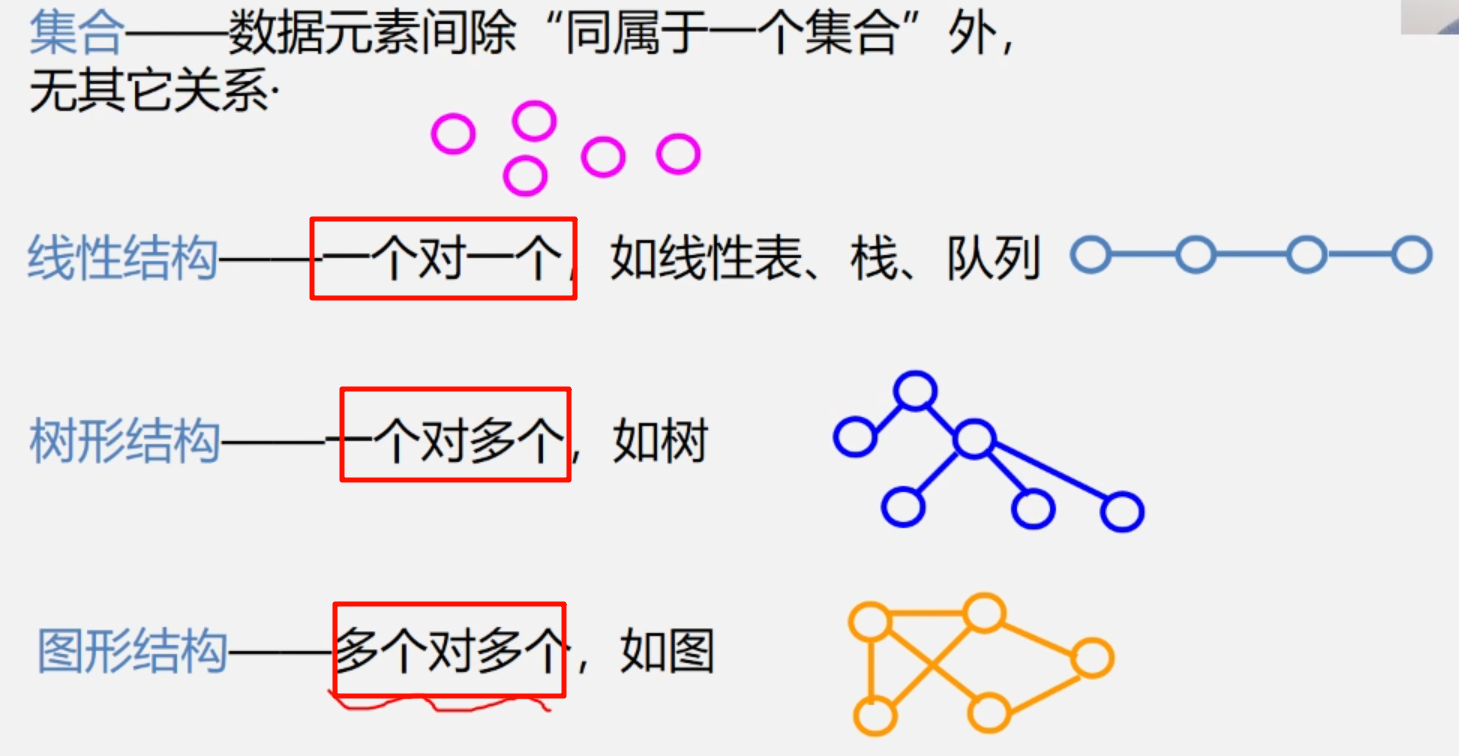 集合——数据元素间除“同属于一个集合”外，
无其它关系·
线性结构——一个对一个，如线性表、栈、队列
树形结构——一个对多个，如树
图形结构——多个对多个，如图